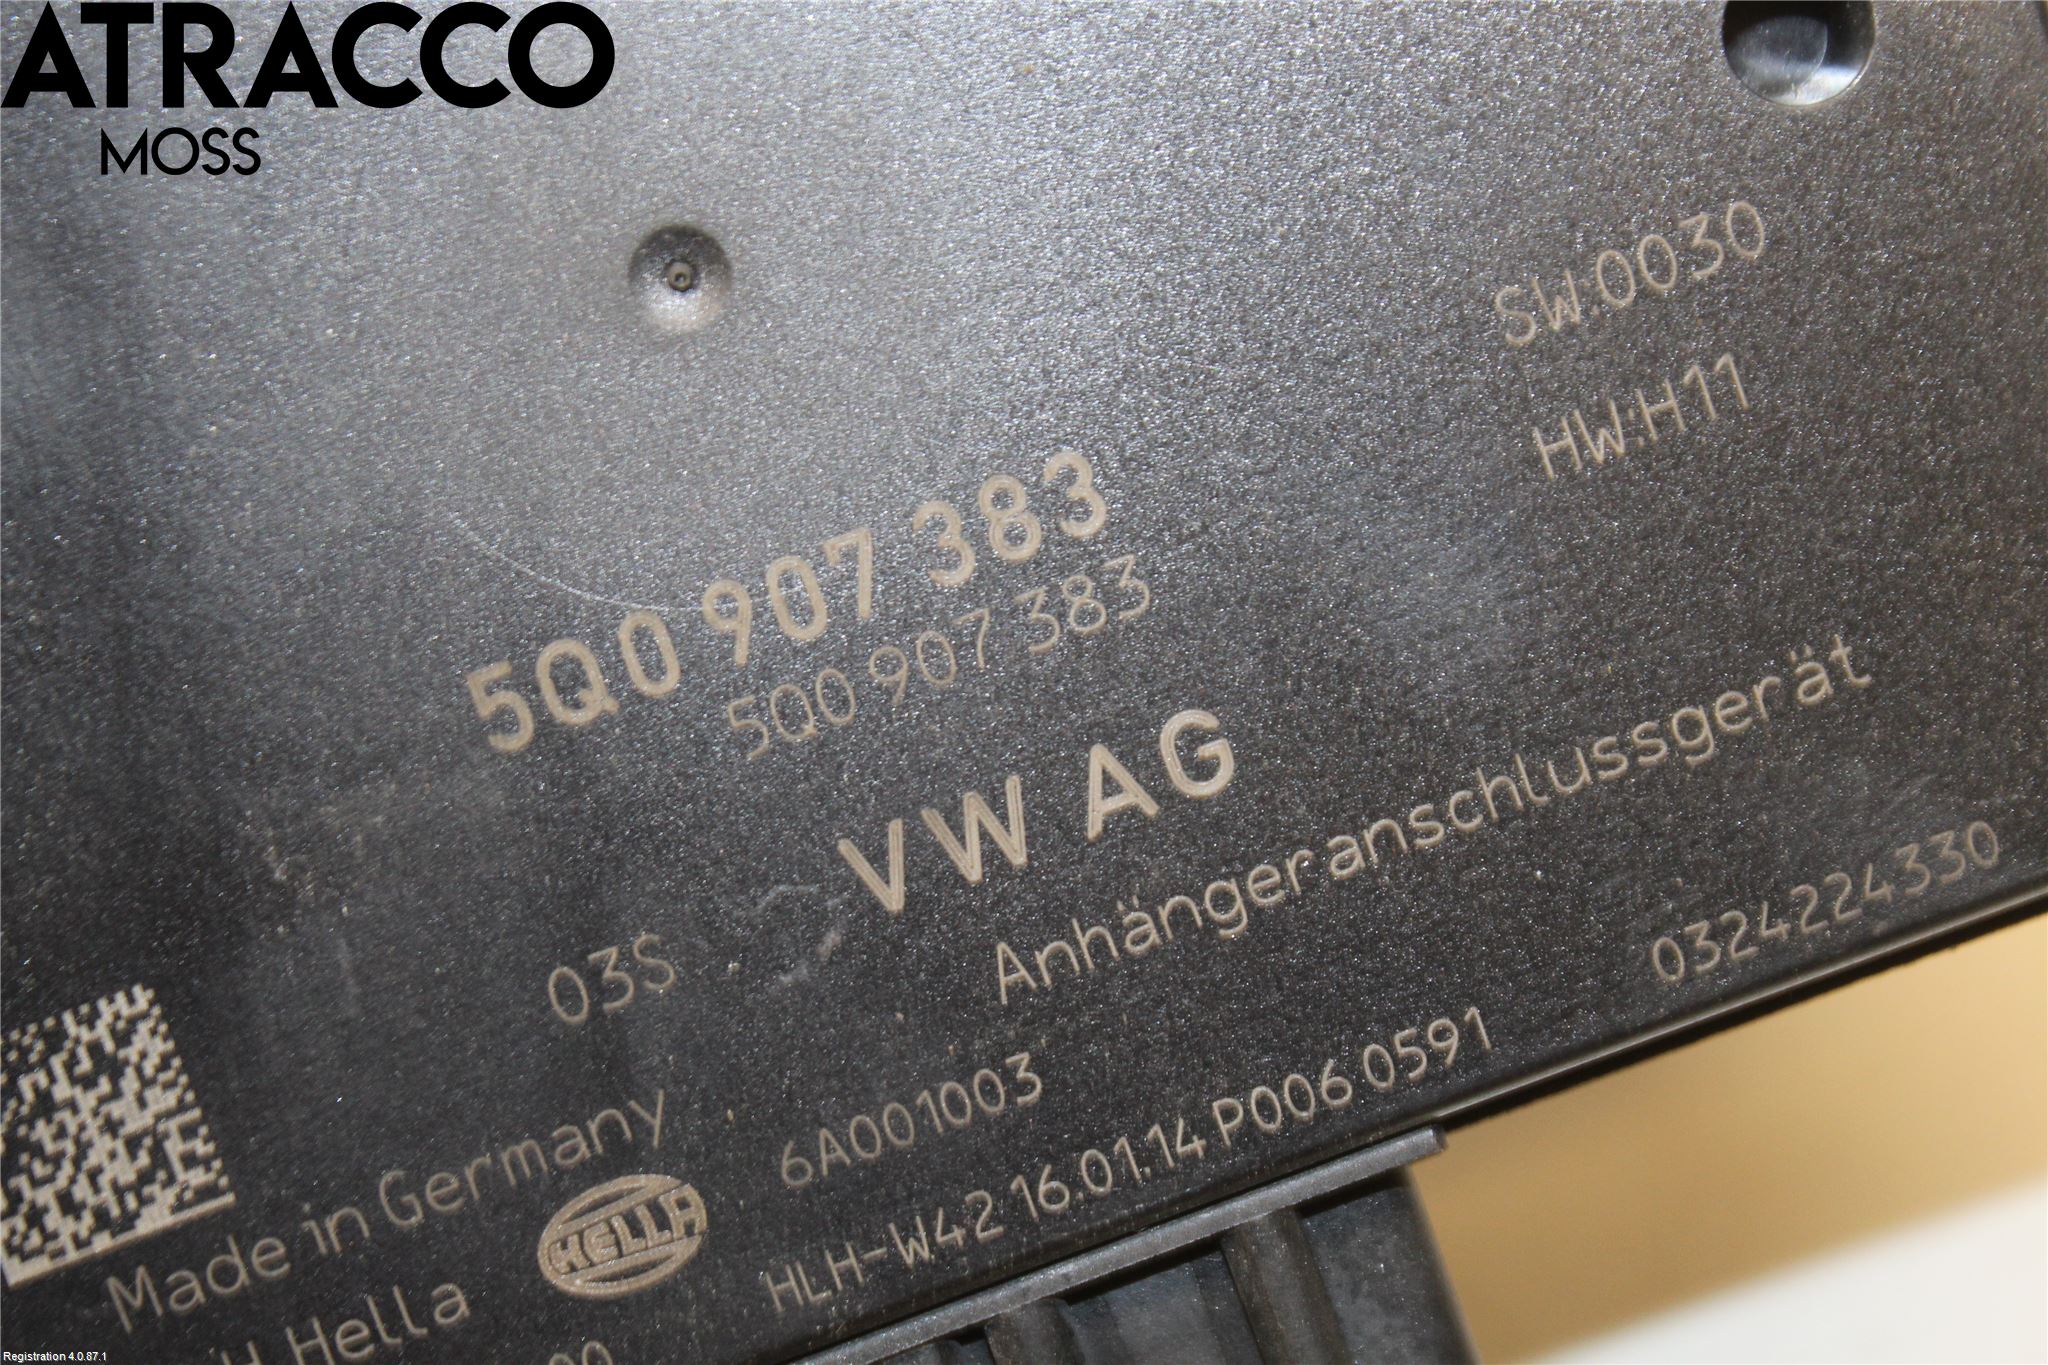 ATRACCO
MOSS
SW:0030
HW:H11
5Q0 907 383
5Q0 907 383
VW AG
Anhängeranschlussgerät
03S
0324224330
6A001003
HLH-W42 16.01.14 P006 0591
Made in Germany
HELLA
H Hella
00
Registration 4.0.87.1